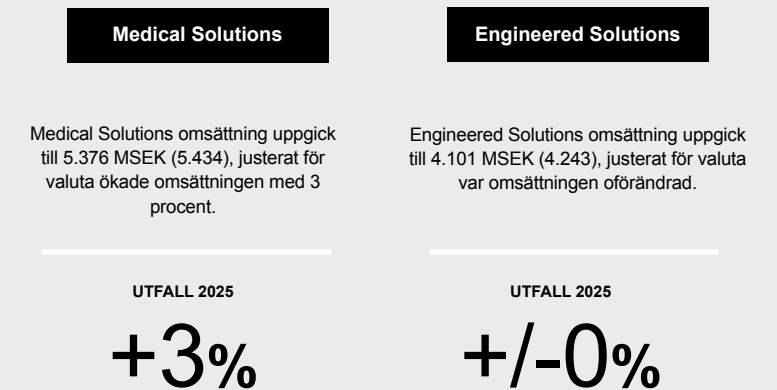 Medical Solutions
Medical Solutions omsättning uppgick
till 5.376 MSEK (5.434), justerat för
valuta ökade omsättningen med 3
procent.
UTFALL 2025
+3%
Engineered Solutions
Engineered Solutions omsättning uppgick
till 4.101 MSEK (4.243), justerat för valuta
var omsättningen oförändrad.
UTFALL 2025
+/-0%